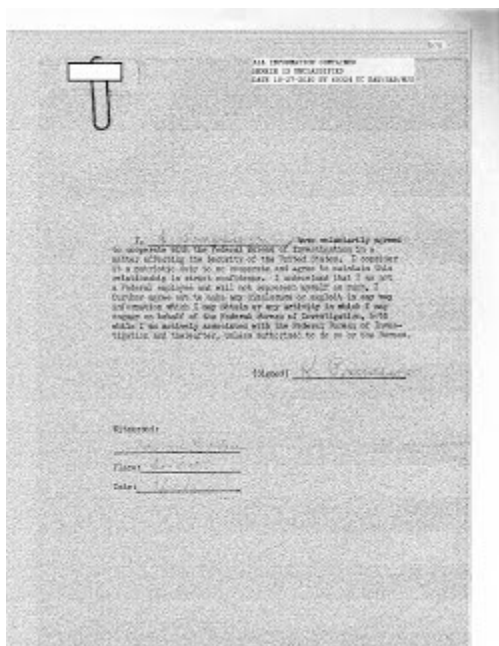 ALL INFORMATION CONTAINED
HEREIN IS UNCLASSIFIED
DATE 10-27-2010 BY
I, have voluntarily agreed
to cooperate with the Federal Bureau of Investigation in a
matter affecting the security of the United States. I consider
it a patriotic duty to so cooperate and agree to maintain this
relationship in strict confidence. I understand that I am not
a Federal employee and will not represent myself as such. I
further agree not to make any disclosure or exploit in any way
information which I may obtain or any activity in which I may
engage on behalf of the Federal Bureau of Investigation, both
while I am actively associated with the Federal Bureau of Inves-
tigation and thereafter, unless authorized to do so by the Bureau.
(Signed)
Witnessed:
Place:
Date: